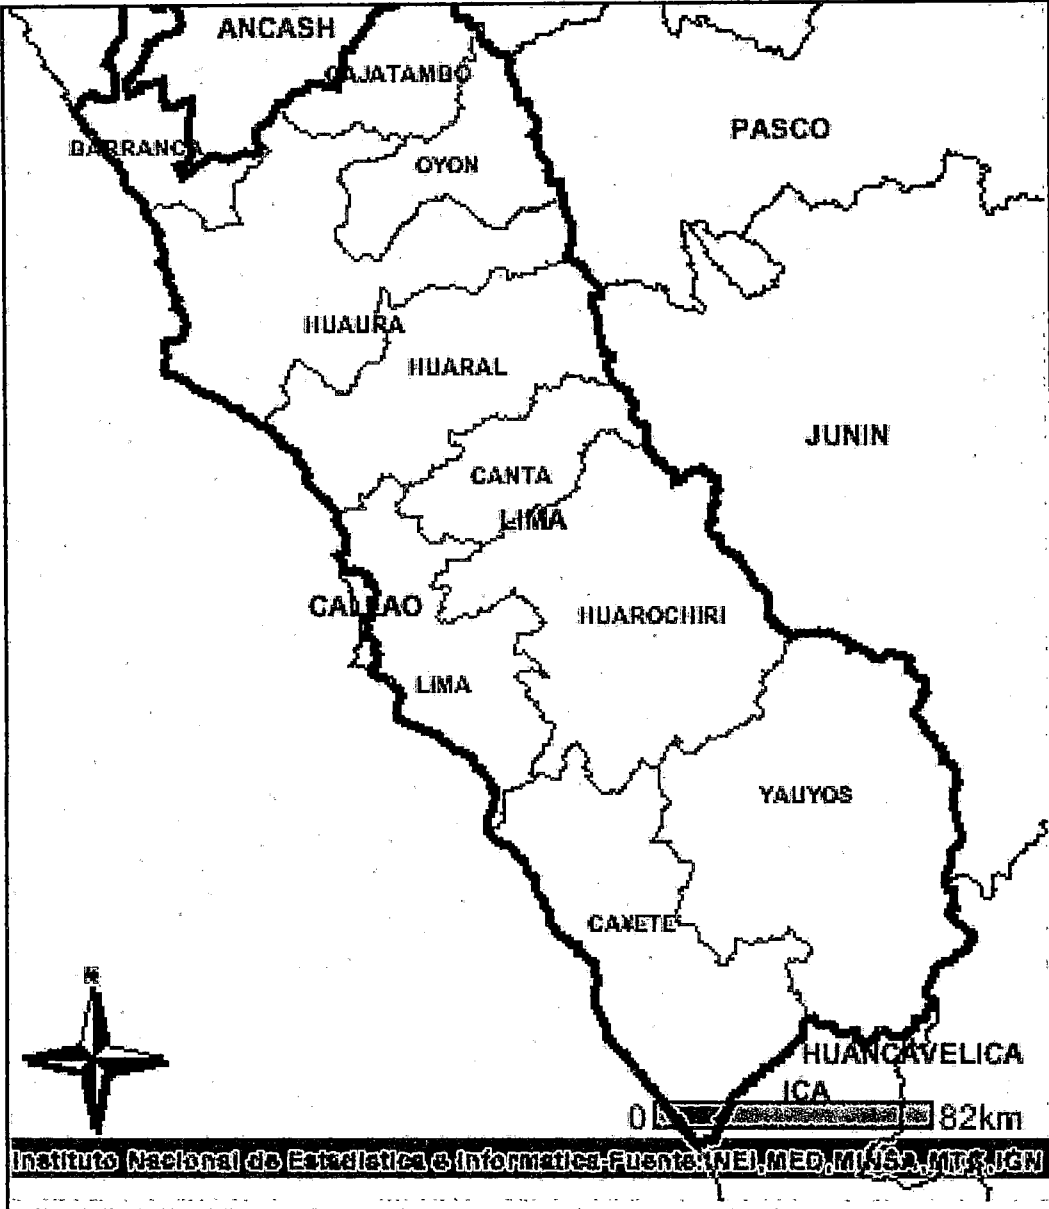 ANCASH
CAJATAMBO
PASCO
BARRANCA
OYON
HUAURA
HUARAL
JUNIN
CANTA
LIMA
CALLAO
HUAROCHIRI
LIMA
YAUYOS
CAÑETE
N
HUANCAVELICA
ICA
0 82km
Instituto Nacional de Estadistica e Informatica-Fuente:INEI,MED,MINSA,MTC,IGN